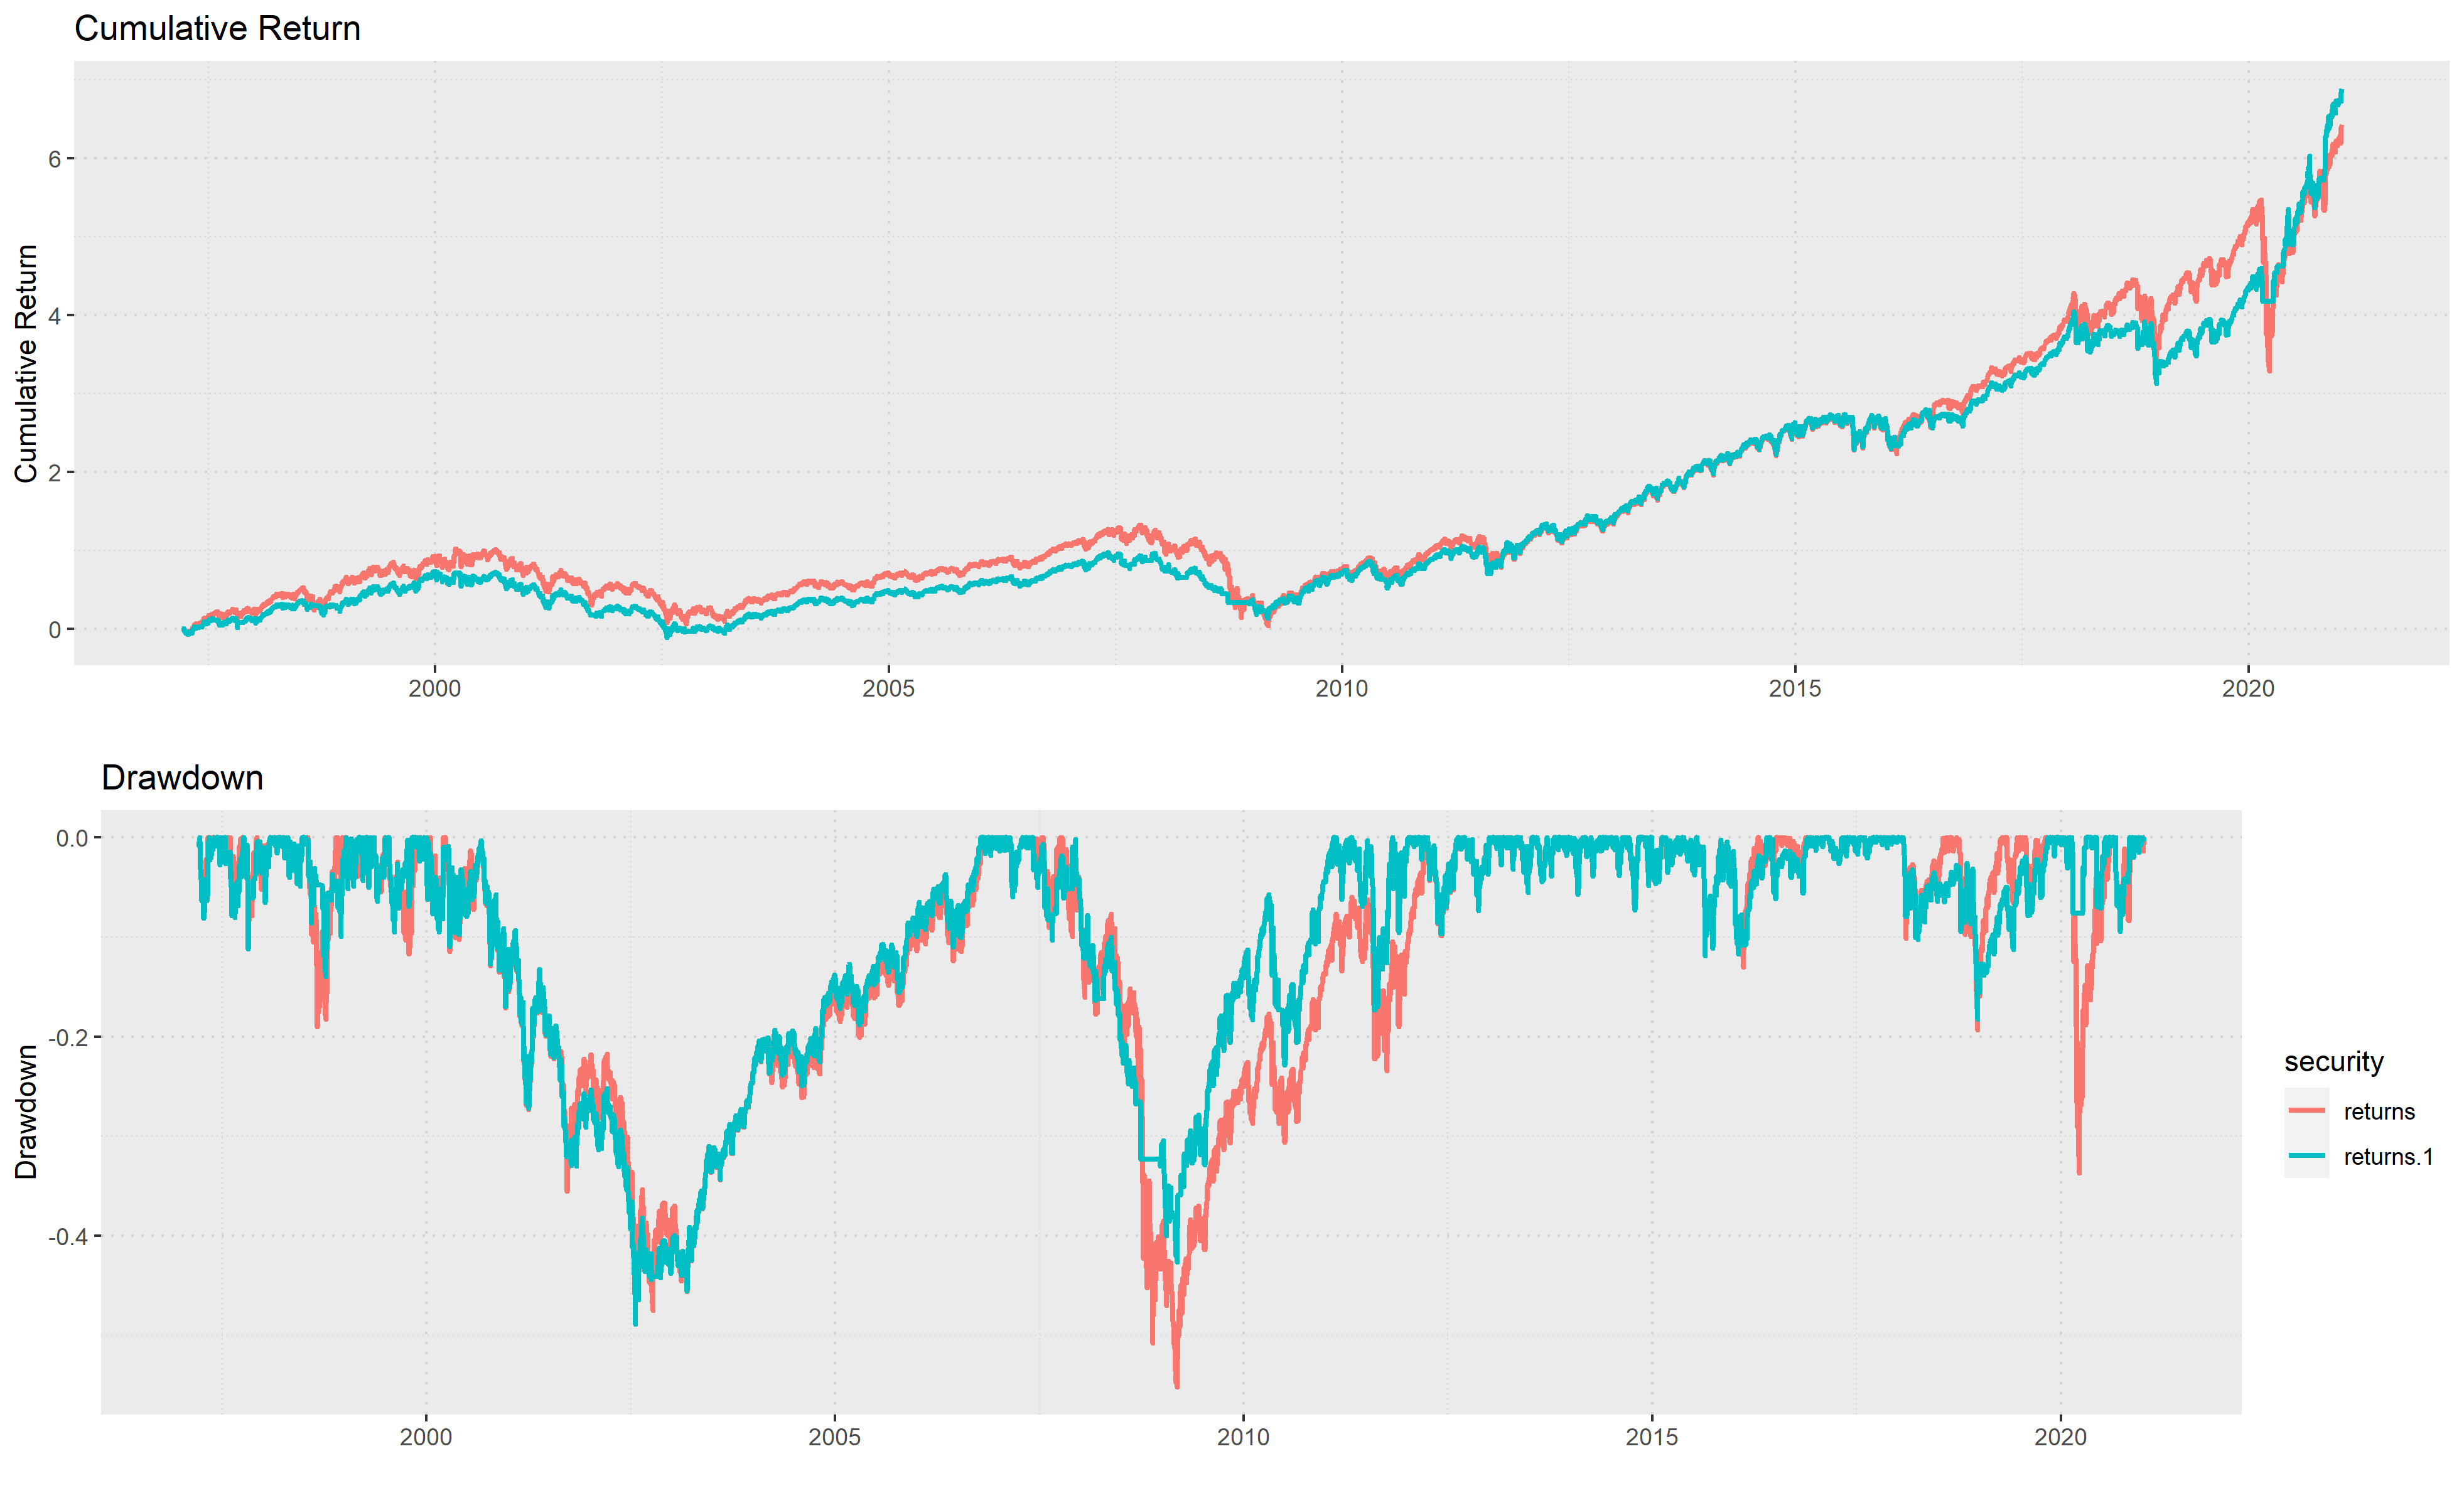 Cumulative Return
Cumulative Return
6
4
2
0
2000 2005 2010 2015 2020
Drawdown
Drawdown
0.0
-0.2
-0.4
2000 2005 2010 2015 2020
security
returns
returns.1